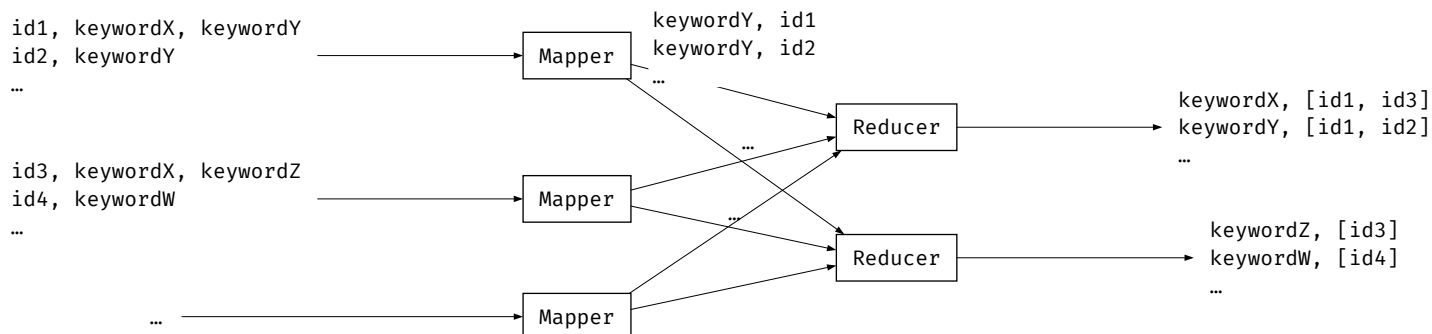 id1, keywordX, keywordY
id2, keywordY
…
Mapper
keywordY, id1
keywordY, id2
…
Reducer
keywordX, [id1, id3]
keywordY, [id1, id2]
…
id3, keywordX, keywordZ
id4, keywordW
…
Mapper
…
…
Reducer
keywordZ, [id3]
keywordW, [id4]
…
…
Mapper